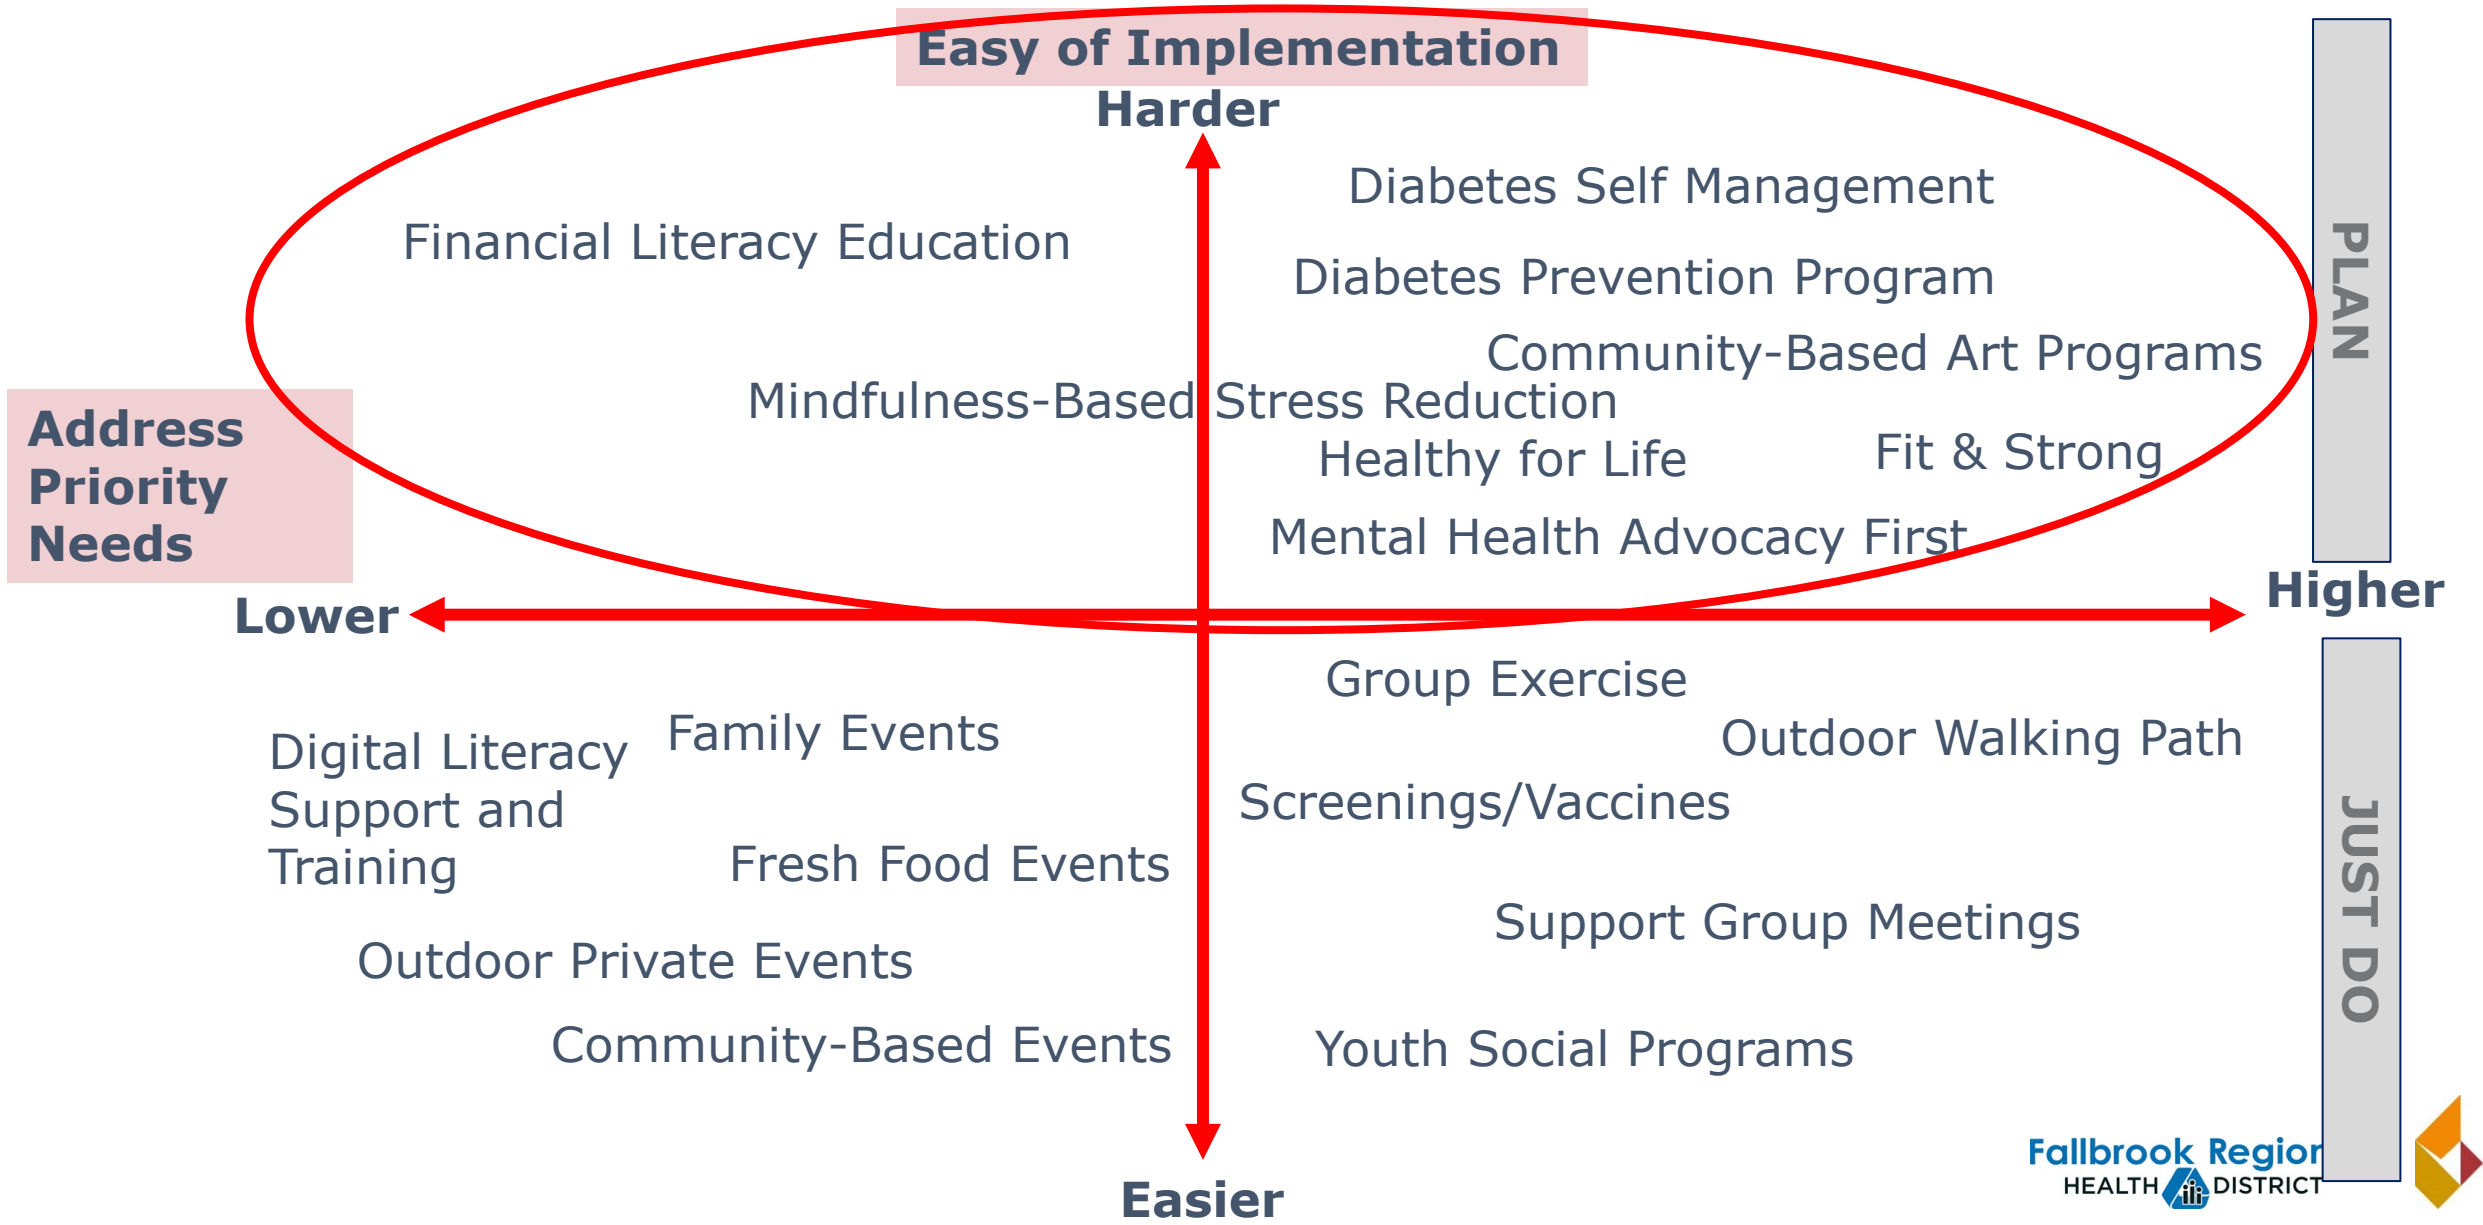 Easy of Implementation
Harder
Diabetes Self Management
Financial Literacy Education
Diabetes Prevention Program
Community-Based Art Programs
Mindfulness-Based Stress Reduction
Healthy for Life
Fit & Strong
Mental Health Advocacy First
PLAN
Address
Priority
Needs
Lower
Higher
Group Exercise
Outdoor Walking Path
Screenings/Vaccines
Support Group Meetings
Youth Social Programs
Family Events
Digital Literacy
Support and
Training
Fresh Food Events
Outdoor Private Events
Community-Based Events
JUST DO
Easier
Fallbrook Region
HEALTH DISTRICT